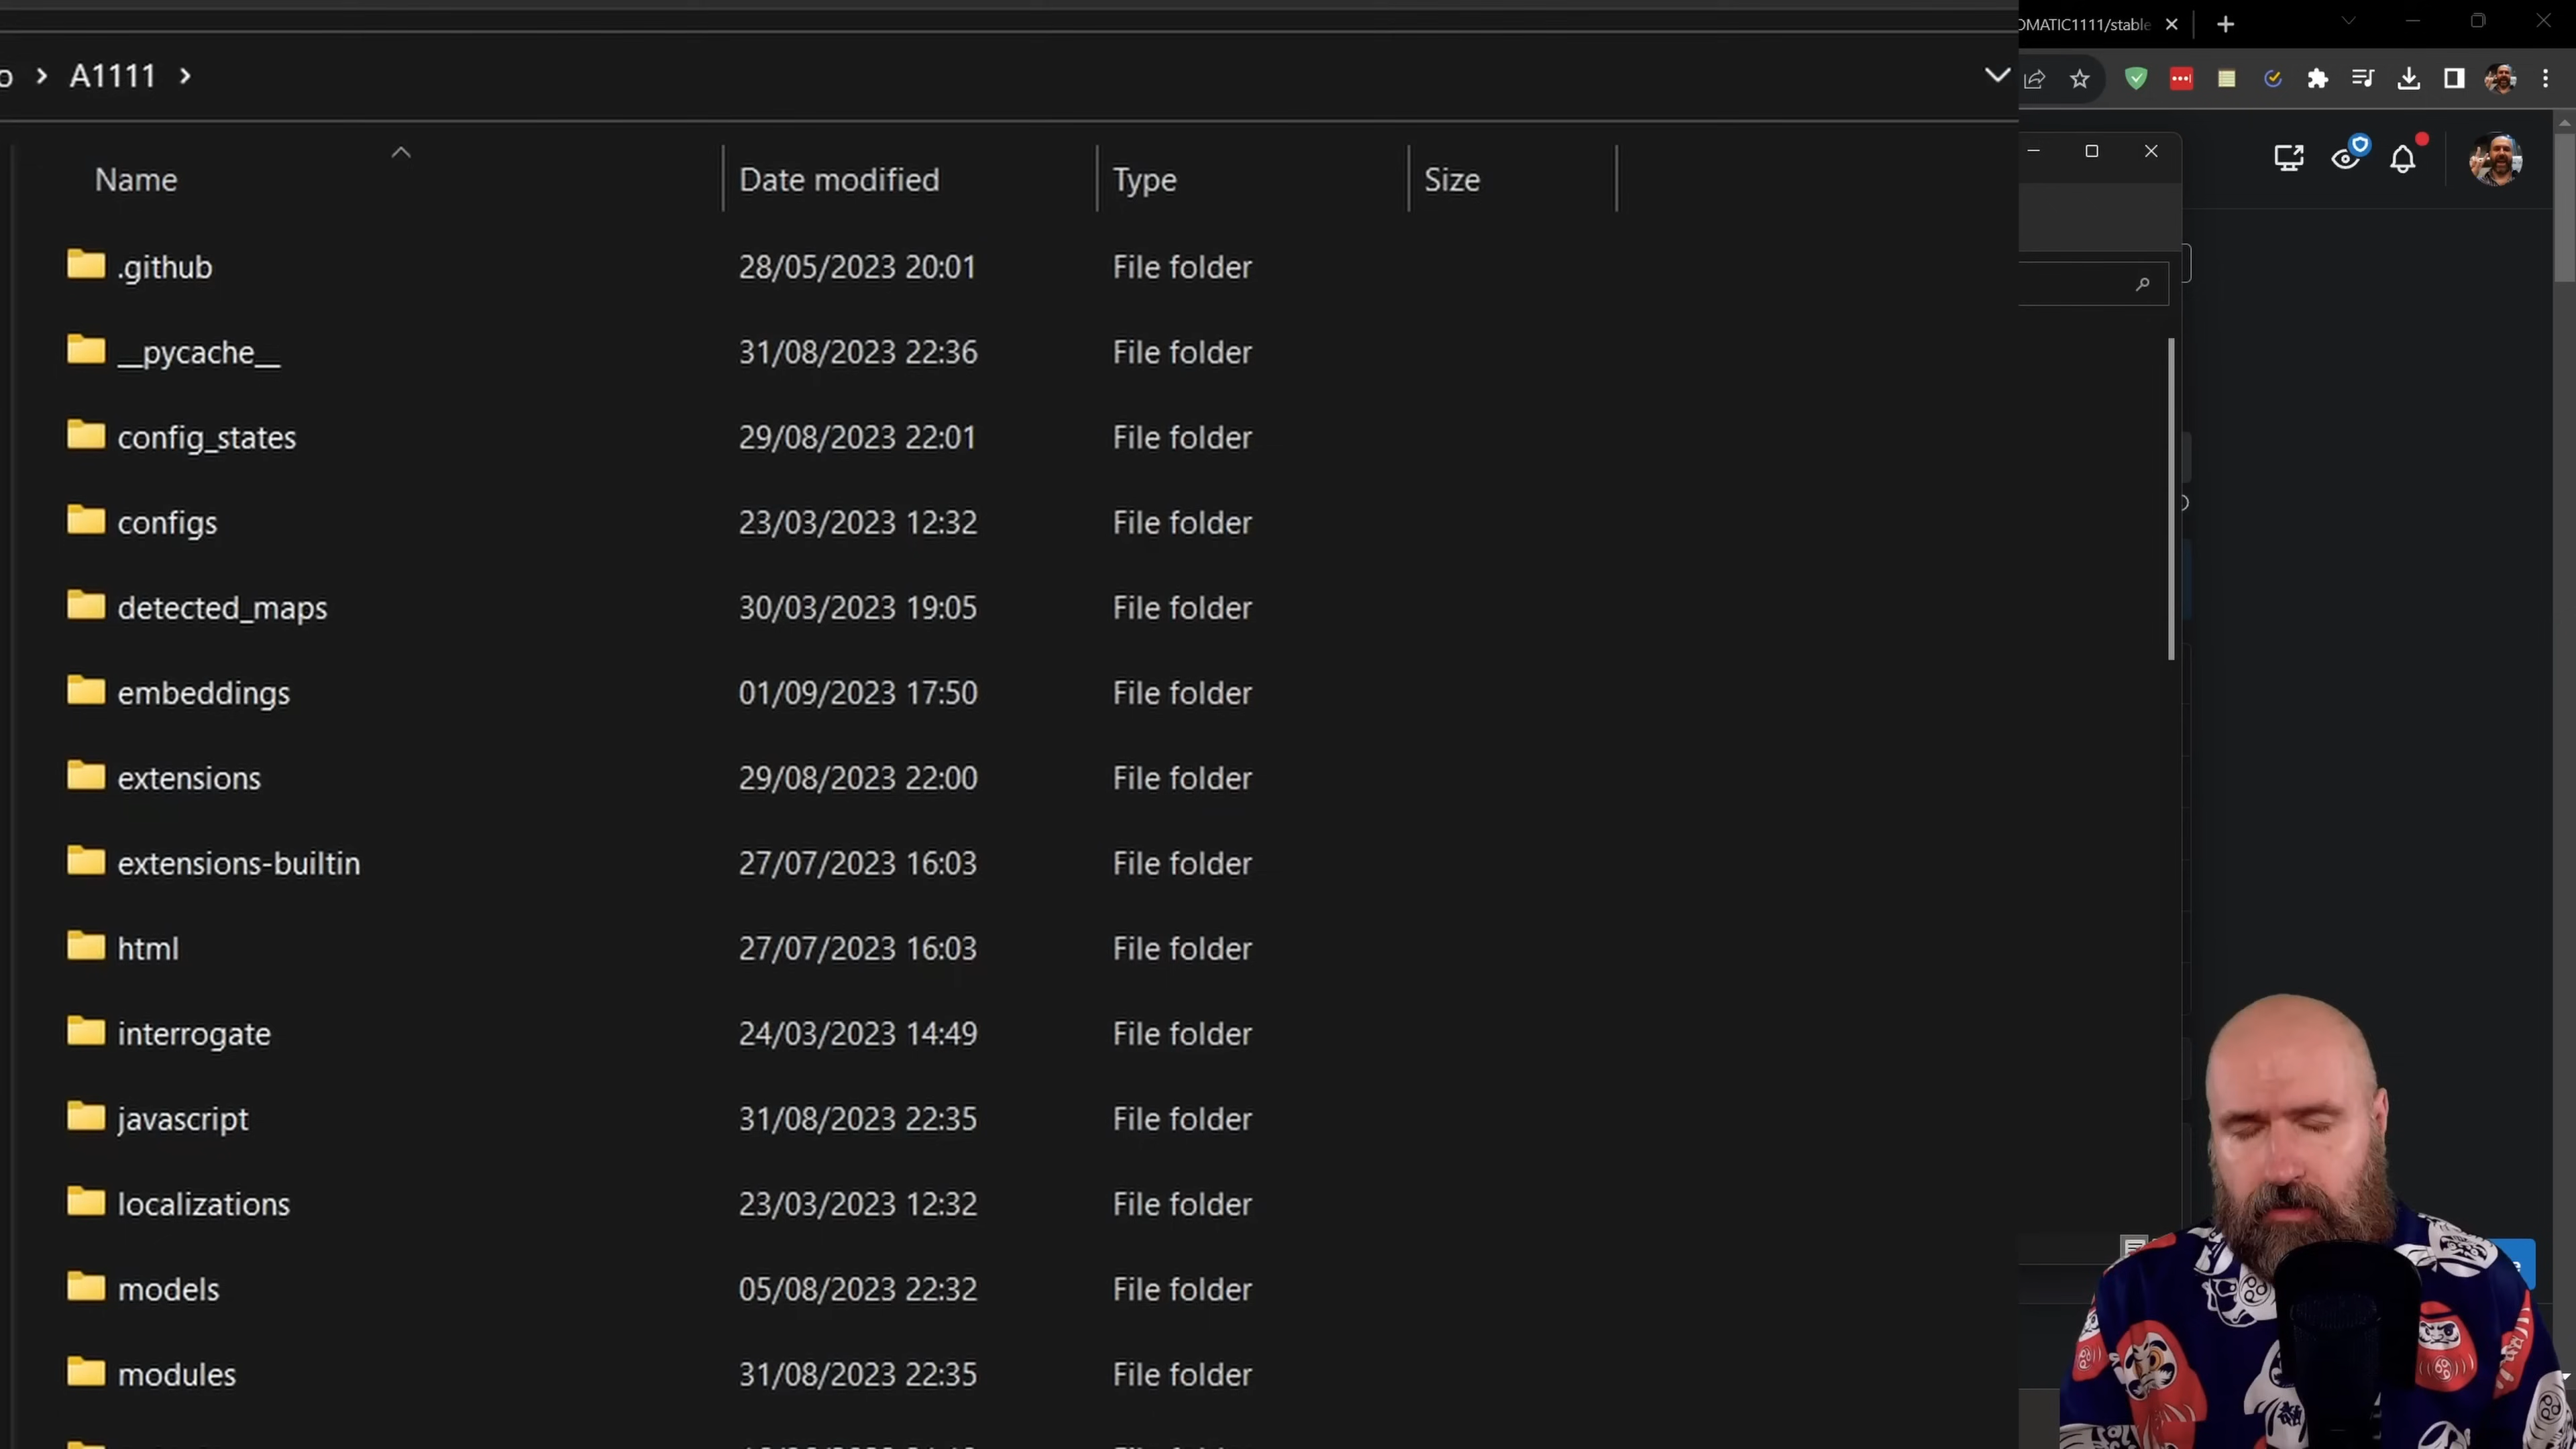 OMATIC1111/stable
o › A1111 ›
Name Date modified Type Size
.github 28/05/2023 20:01 File folder
__pycache__ 31/08/2023 22:36 File folder
config_states 29/08/2023 22:01 File folder
configs 23/03/2023 12:32 File folder
detected_maps 30/03/2023 19:05 File folder
embeddings 01/09/2023 17:50 File folder
extensions 29/08/2023 22:00 File folder
extensions-builtin 27/07/2023 16:03 File folder
html 27/07/2023 16:03 File folder
interrogate 24/03/2023 14:49 File folder
javascript 31/08/2023 22:35 File folder
localizations 23/03/2023 12:32 File folder
models 05/08/2023 22:32 File folder
modules 31/08/2023 22:35 File folder